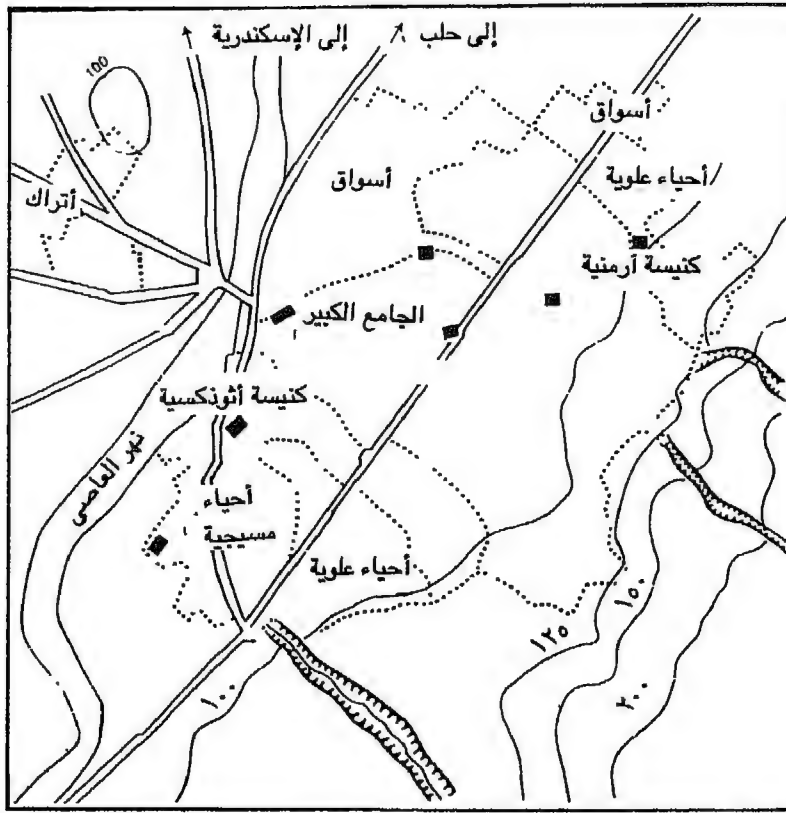 إلى حلب
إلى الإسكندرية
100
أسواق
أحياء علوية
أسواق
أتراك
كنيسة أرمنية
الجامع الكبير
كنيسة أثوذكسية
نهر العاصي
أحياء
مسيحية
أحياء علوية
١٢٥
١٥٠
٢٠٠
١٠٠